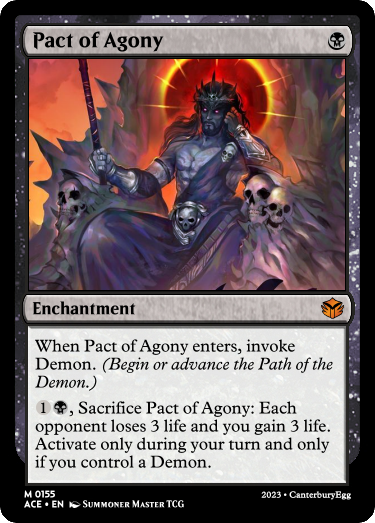 Pact of Agony
Enchantment
When Pact of Agony enters, invoke
Demon. (Begin or advance the Path of the
Demon.)
1 , Sacrifice Pact of Agony: Each
opponent loses 3 life and you gain 3 life.
Activate only during your turn and only
if you control a Demon.
M 0155
ACE • EN SUMMONER MASTER TCG
2023 • CanterburyEgg